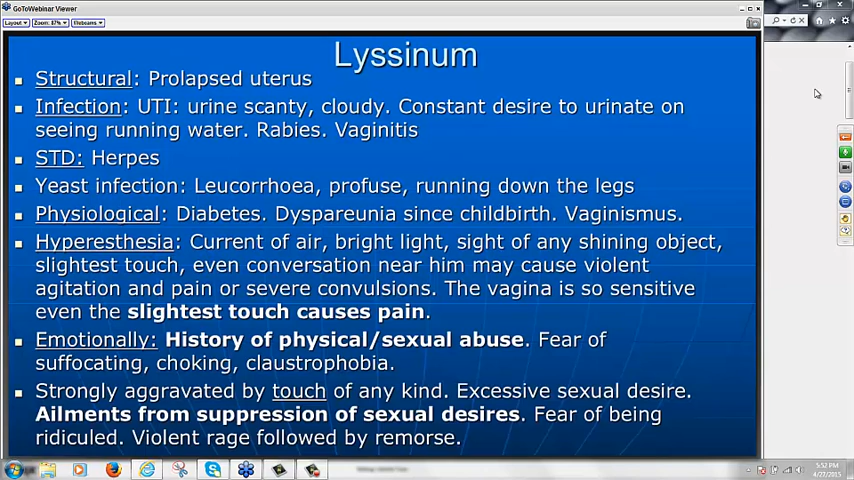 GoToWebinar Viewer
Layout Zoom: 87% Webcams
Lyssinum
Structural: Prolapsed uterus
Infection: UTI: urine scanty, cloudy. Constant desire to urinate on
seeing running water. Rabies. Vaginitis
STD: Herpes
Yeast infection: Leucorrhoea, profuse, running down the legs
Physiological: Diabetes. Dyspareunia since childbirth. Vaginismus.
Hyperesthesia: Current of air, bright light, sight of any shining object,
slightest touch, even conversation near him may cause violent
agitation and pain or severe convulsions. The vagina is so sensitive
even the slightest touch causes pain.
Emotionally: History of physical/sexual abuse. Fear of
suffocating, choking, claustrophobia.
Strongly aggravated by touch of any kind. Excessive sexual desire.
Ailments from suppression of sexual desires. Fear of being
ridiculed. Violent rage followed by remorse.
5:52 PM
4/27/2015